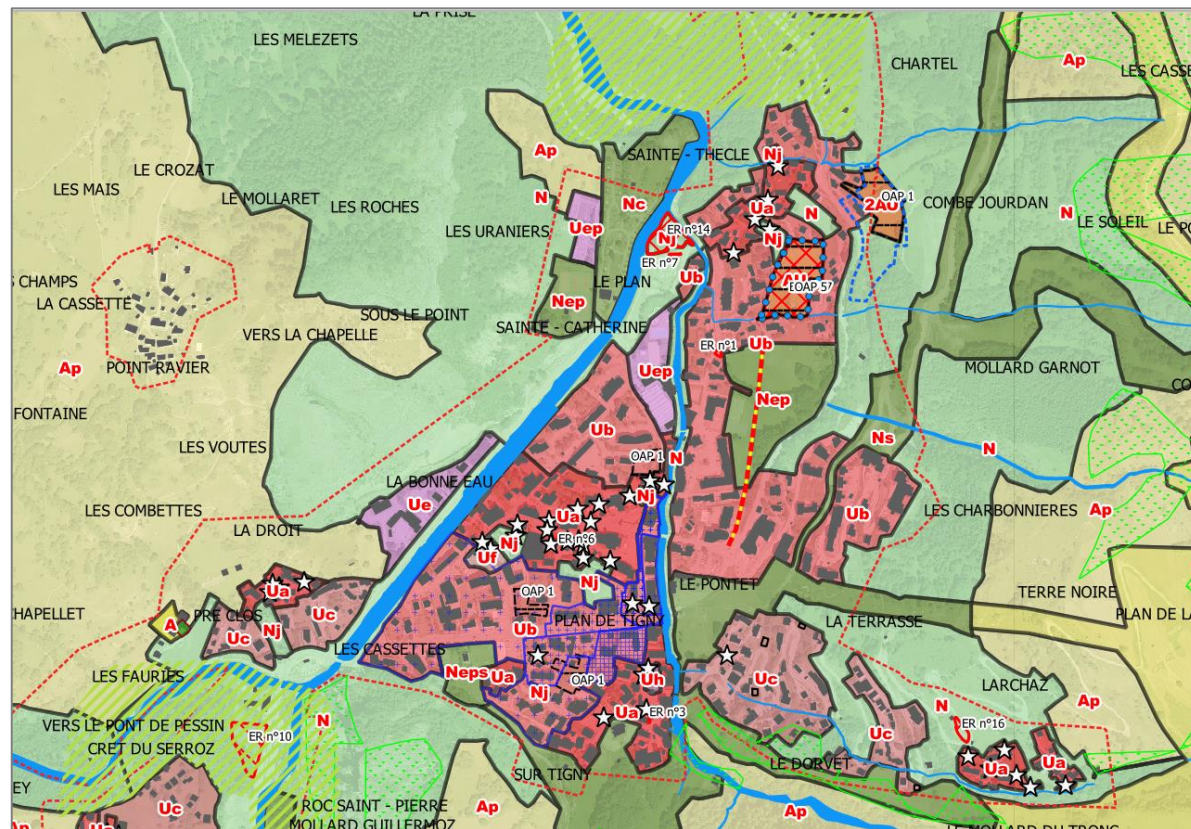 LA PRISE
LES MELEZETS
CHARTEL
Ap
LES CASSE
SAINTE - THECLE
Nj
Ap
LE CROZAT
LES MAIS
LE MOLLARET
LES ROCHES
N
Nc
Ua
N
2AU
OAP 1
COMBE JOURDAN
N
LE SOLEIL
LES URANIERS
Uep
Nj
ER n°14
Nj
ER n°7
Ub
S CHAMPS
LE PLAN
AU
LA CASSETTE
Nep
SOUS LE POINT
VERS LA CHAPELLE
SAINTE - CATHERINE
ER n°1
Ub
Ap
POINT RAVIER
Uep
MOLLARD GARNOT
Nep
FONTAINE
LES VOUTES
Ub
Ns
N
OAP 1
N
LA BONNE EAU
Nj
Ue
Ua
Ub
LES COMBETTES
LES CHARBONNIERES
Ap
LA DROIT
ER n°6
Nj
Uf
Nj
LE PONTET
OAP 1
Ua
TERRE NOIRE
CHAPELLET
PRE CLOS
A
Uc
PLAN DE TIGNY
LA TERRASSE
PLAN DE LA
Nj
Ub
Uc
LES CASSETTES
LES FAURIES
Neps
Ua
OAP 1
Uh
Uc
LARCHAZ
Nj
Ap
N
VERS LE PONT DE PESSIN
N
Ua
ER n°3
ER n°16
ER n°10
CRET DU SERROZ
Uc
LE DORVET
Ua
Ua
SUR TIGNY
EY
Uc
ROC SAINT - PIERRE
Ap
Ap
MOLLARD GUILLERMOZ
LE MOLLARD DU TRONC